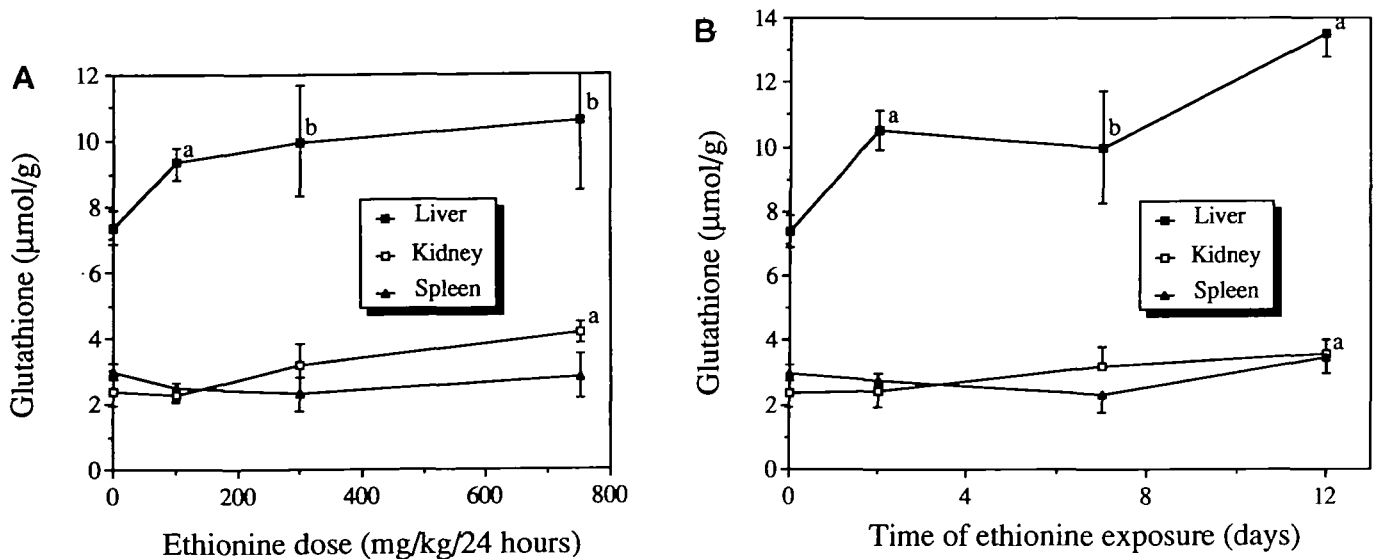 A
Glutathione (μmol/g)
12
10
8
6
4
2
0
0 200 400 600 800
Ethionine dose (mg/kg/24 hours)
a
b
b
a
Liver
Kidney
Spleen
B
Glutathione (μmol/g)
14
12
10
8
6
4
2
0
0 4 8 12
Time of ethionine exposure (days)
a
b
a
a
Liver
Kidney
Spleen